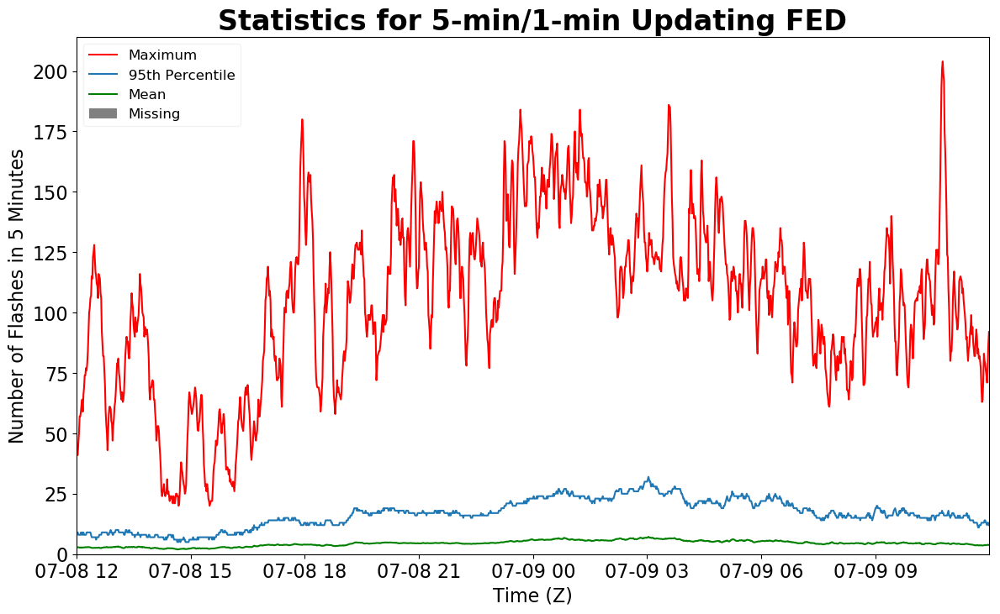 Statistics for 5-min/1-min Updating FED
Maximum
95th Percentile
Mean
Missing
Number of Flashes in 5 Minutes
200
175
150
125
100
75
50
25
0
07-08 12
07-08 15
07-08 18
07-08 21
07-09 00
07-09 03
07-09 06
07-09 09
Time (Z)